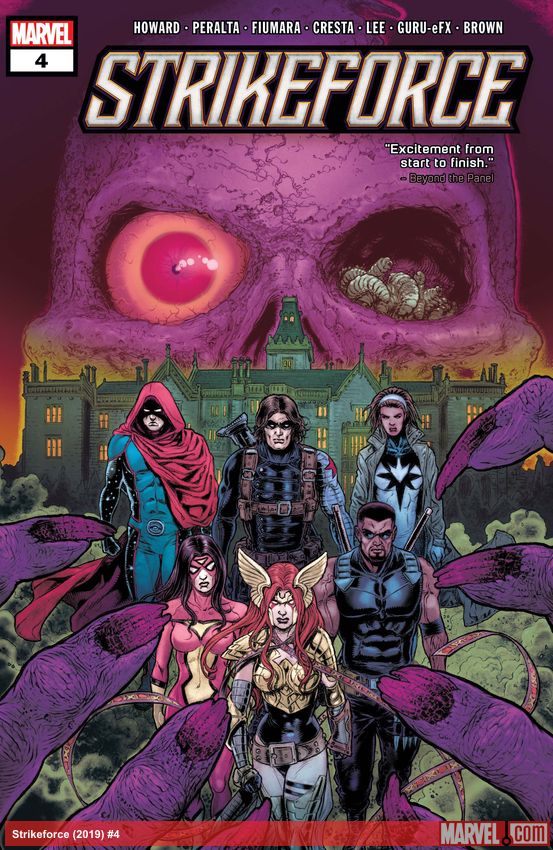 HOWARD · PERALTA · FIUMARA · CRESTA · LEE · GURU-eFX · BROWN
MARVEL
4
STRIKEFORCE
"Excitement from
start to finish."
- Beyond the Panel
Strikeforce (2019) #4
MARVEL.COM